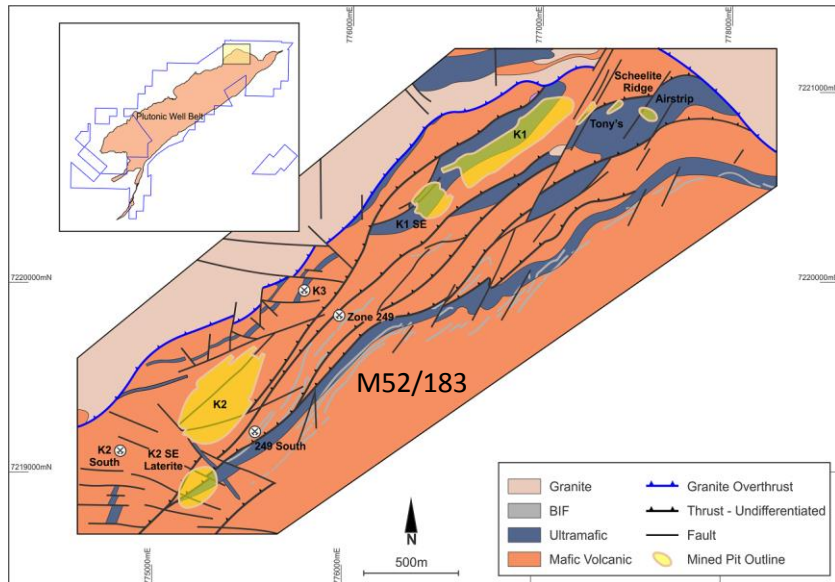 776000mE
777000mE
778000mE
Plutonic Well Belt
Scheelite
Ridge
7221000mN
Airstrip
K1
Tony's
K1 SE
7220000mN
7220000mN
K3
Zone 249
M52/183
K2
249 South
K2
South
K2 SE
Laterite
7219000mN
775000mE
776000mE
N
500m
Granite
BIF
Ultramafic
Mafic Volcanic
Granite Overthrust
Thrust - Undifferentiated
Fault
Mined Pit Outline